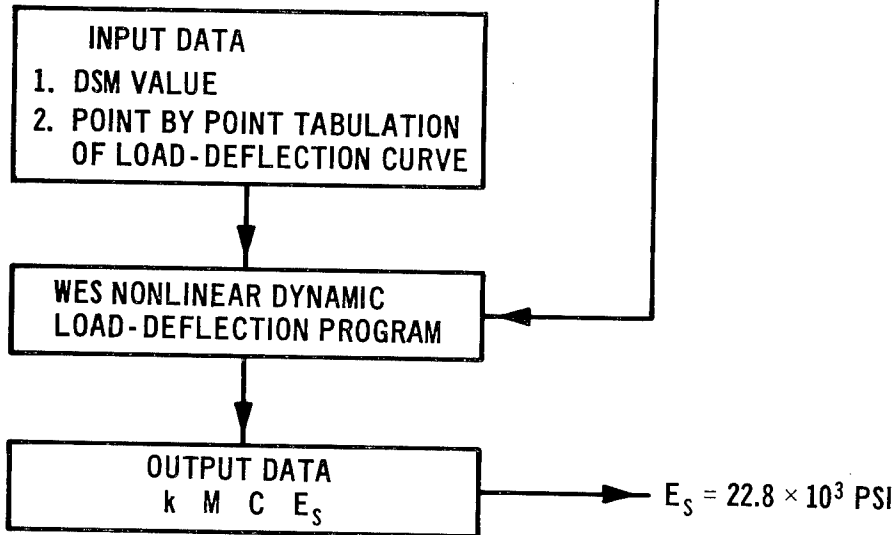 INPUT DATA
1. DSM VALUE
2. POINT BY POINT TABULATION
OF LOAD-DEFLECTION CURVE
WES NONLINEAR DYNAMIC
LOAD-DEFLECTION PROGRAM
OUTPUT DATA
k M C E_s
E_s = 22.8 × 10³ PSI